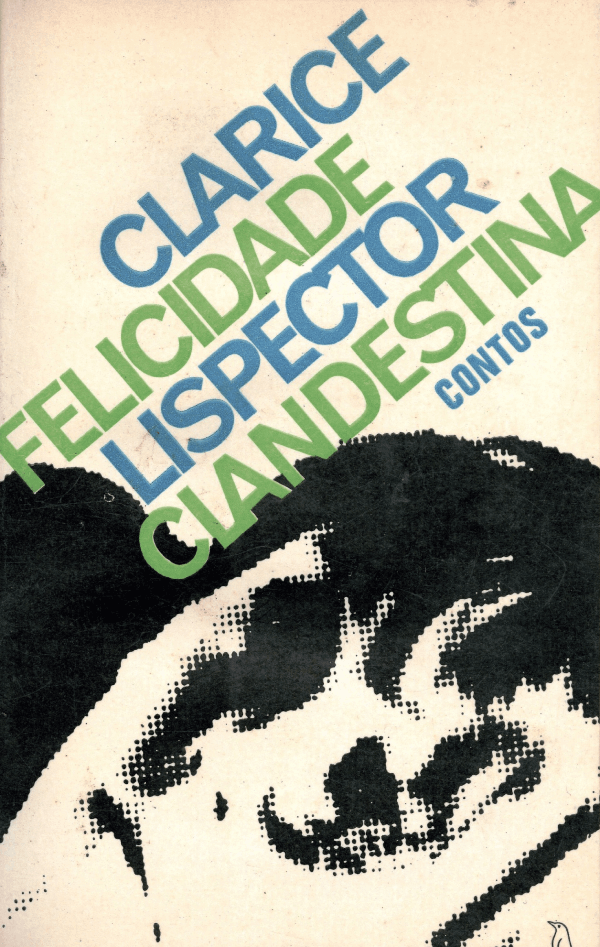 CLARICE
FELICIDADE
LISPECTOR
CLANDESTINA
CONTOS